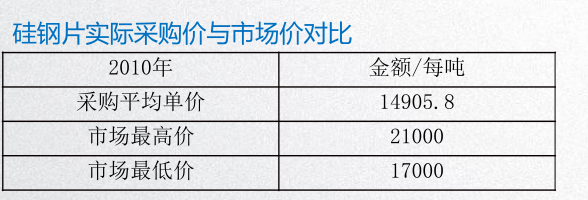 硅钢片实际采购价与市场价对比
2010年 金额/每吨
采购平均单价 14905.8
市场最高价 21000
市场最低价 17000